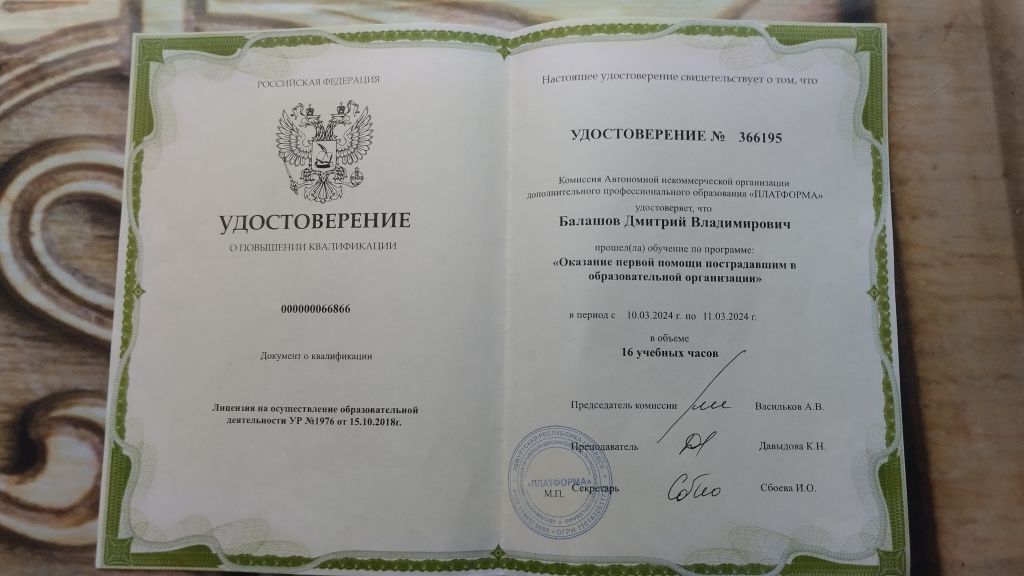 РОССИЙСКАЯ ФЕДЕРАЦИЯ
УДОСТОВЕРЕНИЕ
О ПОВЫШЕНИИ КВАЛИФИКАЦИИ
000000066866
Документ о квалификации
Лицензия на осуществление образовательной
деятельности УР №1976 от 15.10.2018г.
Настоящее удостоверение свидетельствует о том, что
УДОСТОВЕРЕНИЕ № 366195
Комиссия Автономной некоммерческой организации
дополнительного профессионального образования «ПЛАТФОРМА»
удостоверяет, что
Балашов Дмитрий Владимирович
прошел(ла) обучение по программе:
«Оказание первой помощи пострадавшим в
образовательной организации»
в период с 10.03.2024 г. по 11.03.2024 г.
в объеме
16 учебных часов
Председатель комиссии Васильков А.В.
Преподаватель Давыдова К.Н.
Секретарь Сбоева И.О.
«ПЛАТФОРМА»
М.П.